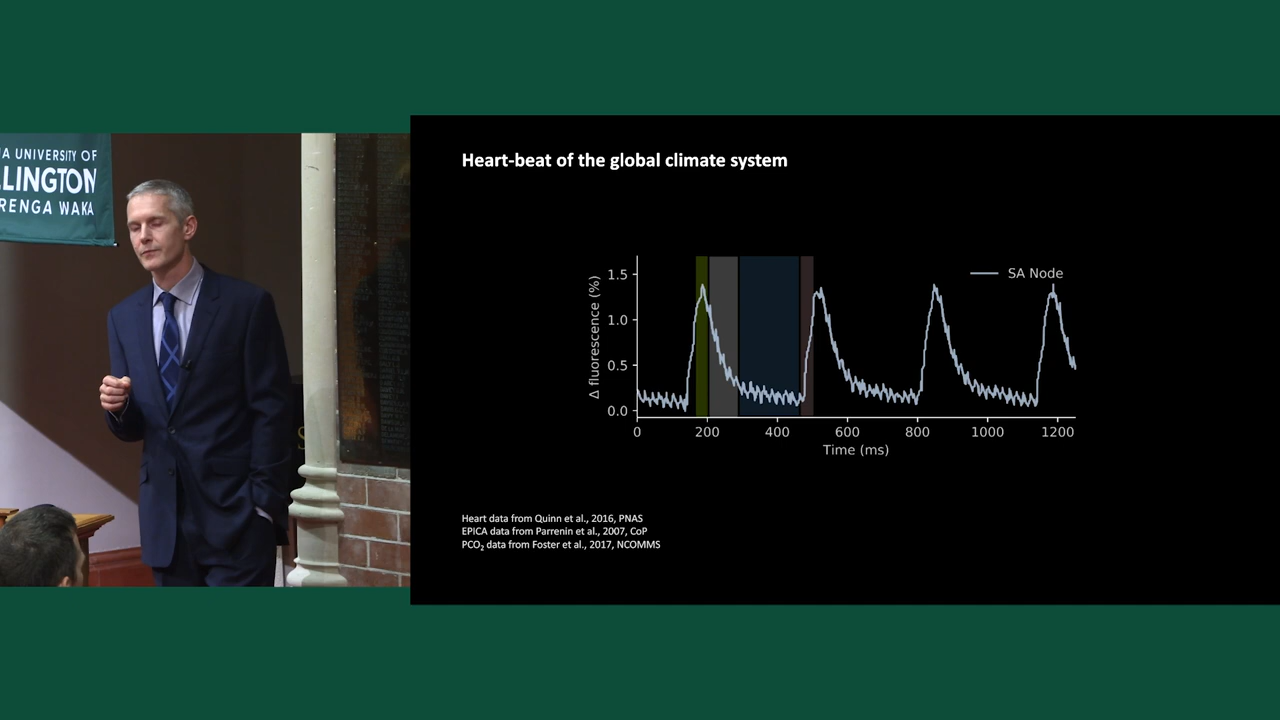 A UNIVERSITY OF
LLINGTON
RENGA WAKA
Heart-beat of the global climate system
Δ fluorescence (%)
1.5
1.0
0.5
0.0
SA Node
0 200 400 600 800 1000 1200
Time (ms)
Heart data from Quinn et al., 2016, PNAS
EPICA data from Parrenin et al., 2007, CoP
PCO₂ data from Foster et al., 2017, NCOMMS